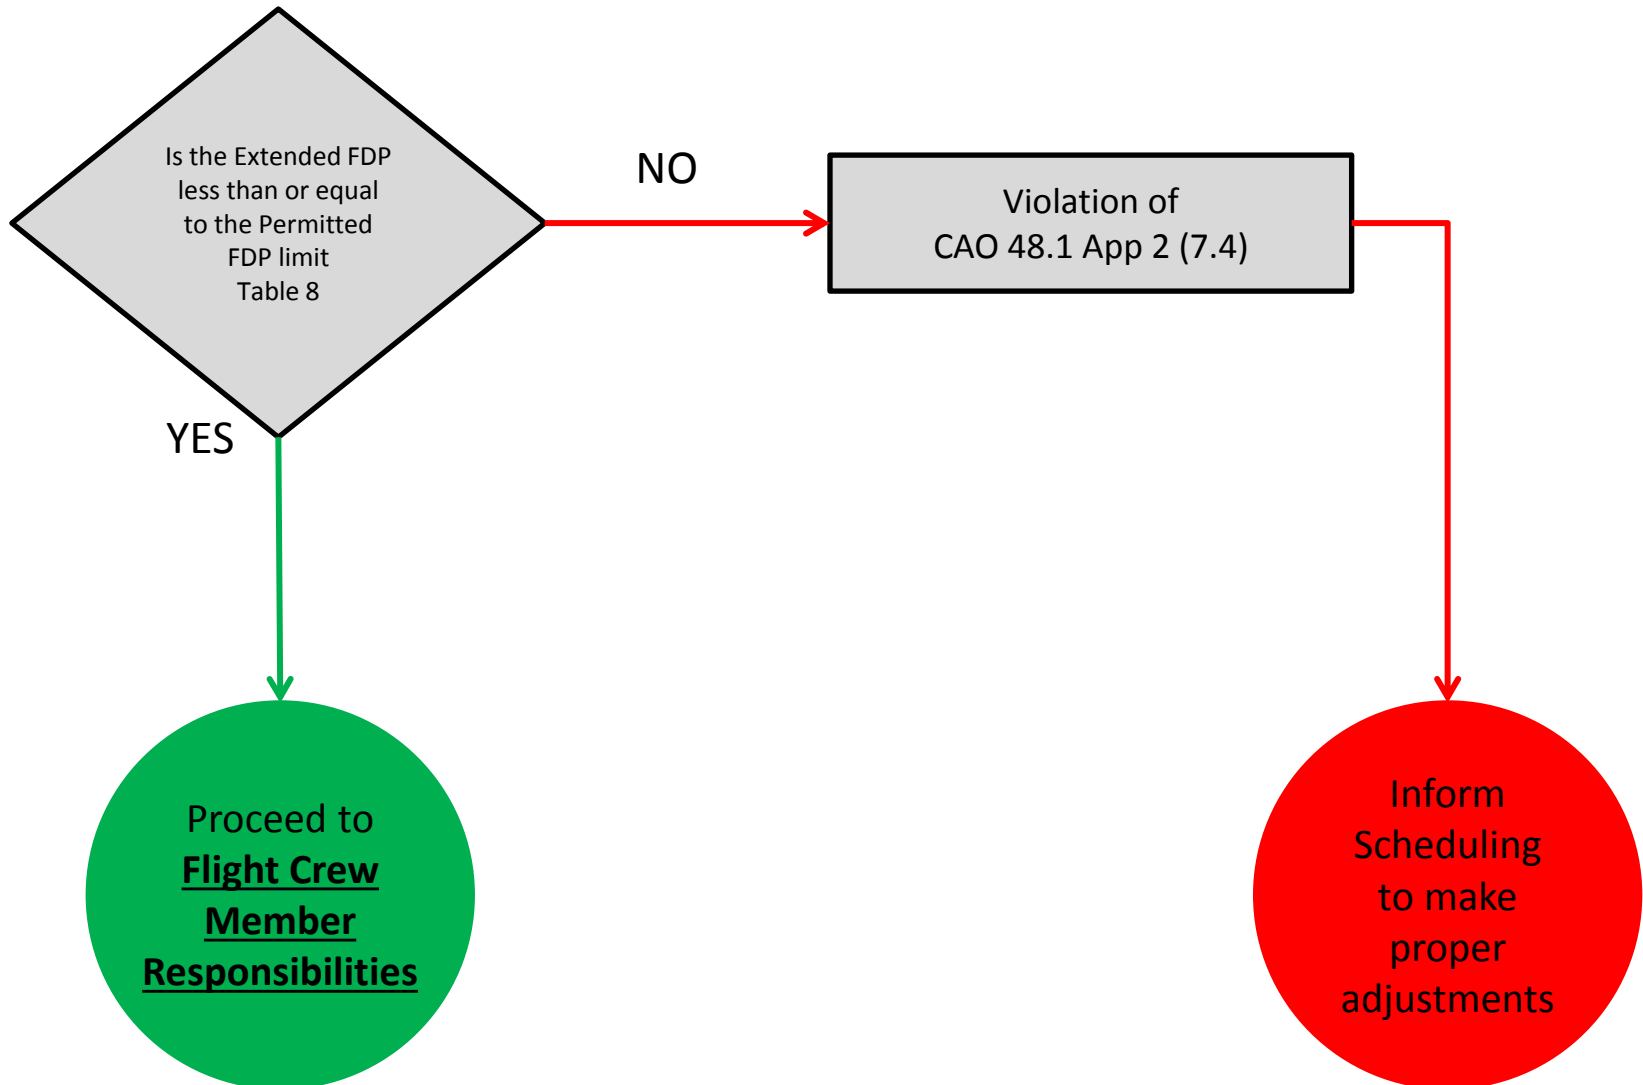 Is the Extended FDP
less than or equal
to the Permitted
FDP limit
Table 8
NO
Violation of
CAO 48.1 App 2 (7.4)
YES
Proceed to
Flight Crew
Member
Responsibilities
Inform
Scheduling
to make
proper
adjustments